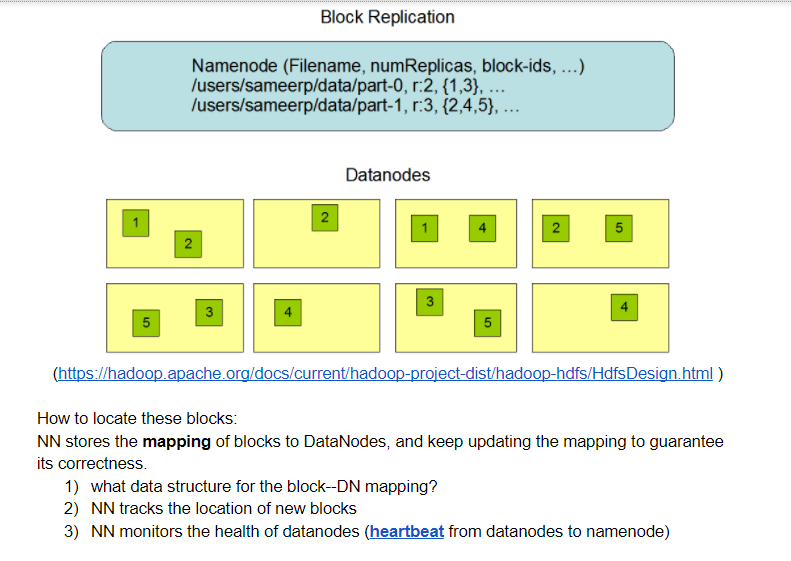 Block Replication
Namenode (Filename, numReplicas, block-ids, ...)
/users/sameerp/data/part-0, r:2, {1,3}, ...
/users/sameerp/data/part-1, r:3, {2,4,5}, ...
Datanodes
1 2 2 1 4 2 5
5 3 4 3 5 4
(https://hadoop.apache.org/docs/current/hadoop-project-dist/hadoop-hdfs/HdfsDesign.html )
How to locate these blocks:
NN stores the mapping of blocks to DataNodes, and keep updating the mapping to guarantee
its correctness.
1) what data structure for the block--DN mapping?
2) NN tracks the location of new blocks
3) NN monitors the health of datanodes (heartbeat from datanodes to namenode)